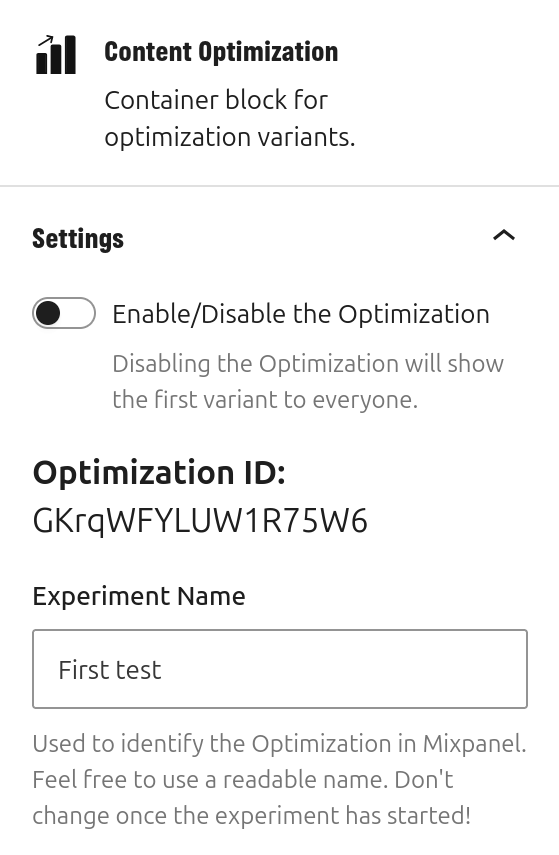 Content Optimization
Container block for
optimization variants.
Settings
Enable/Disable the Optimization
Disabling the Optimization will show
the first variant to everyone.
Optimization ID:
GKrqWFYLUW1R75W6
Experiment Name
First test
Used to identify the Optimization in Mixpanel.
Feel free to use a readable name. Don't
change once the experiment has started!